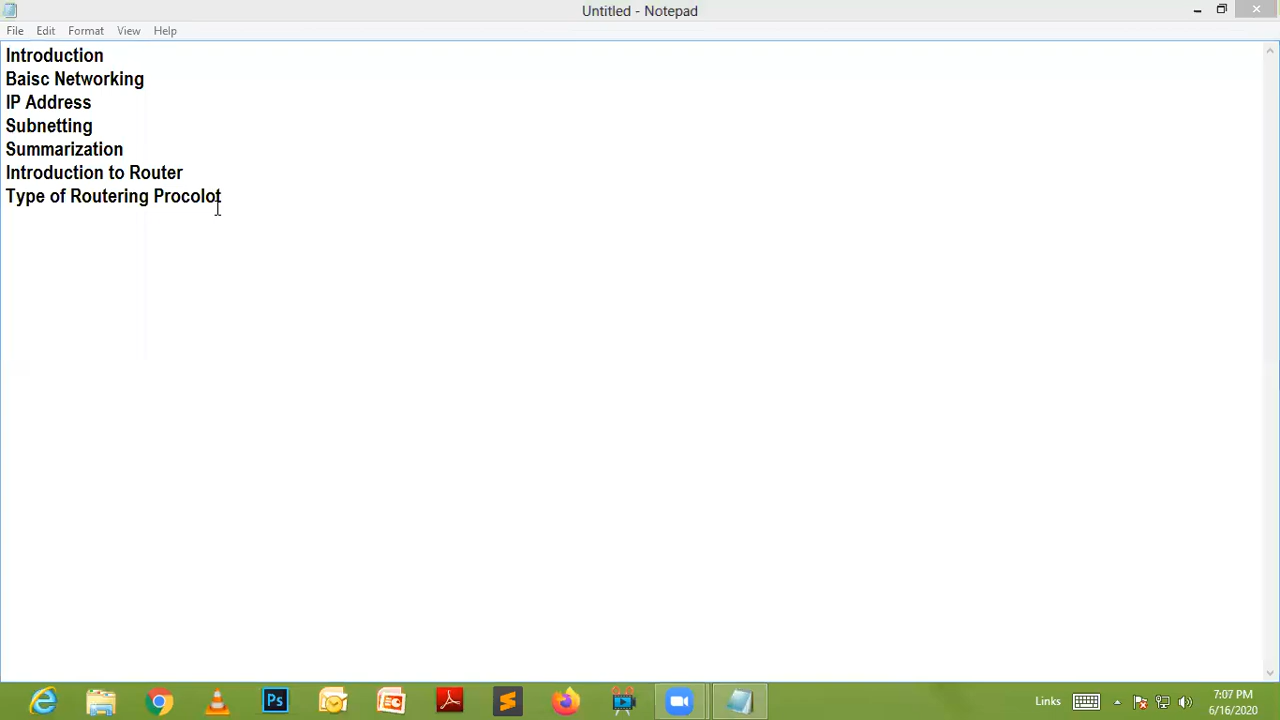 Untitled - Notepad
File Edit Format View Help
Introduction
Baisc Networking
IP Address
Subnetting
Summarization
Introduction to Router
Type of Routering Procolot
Ps
Links
7:07 PM
6/16/2020